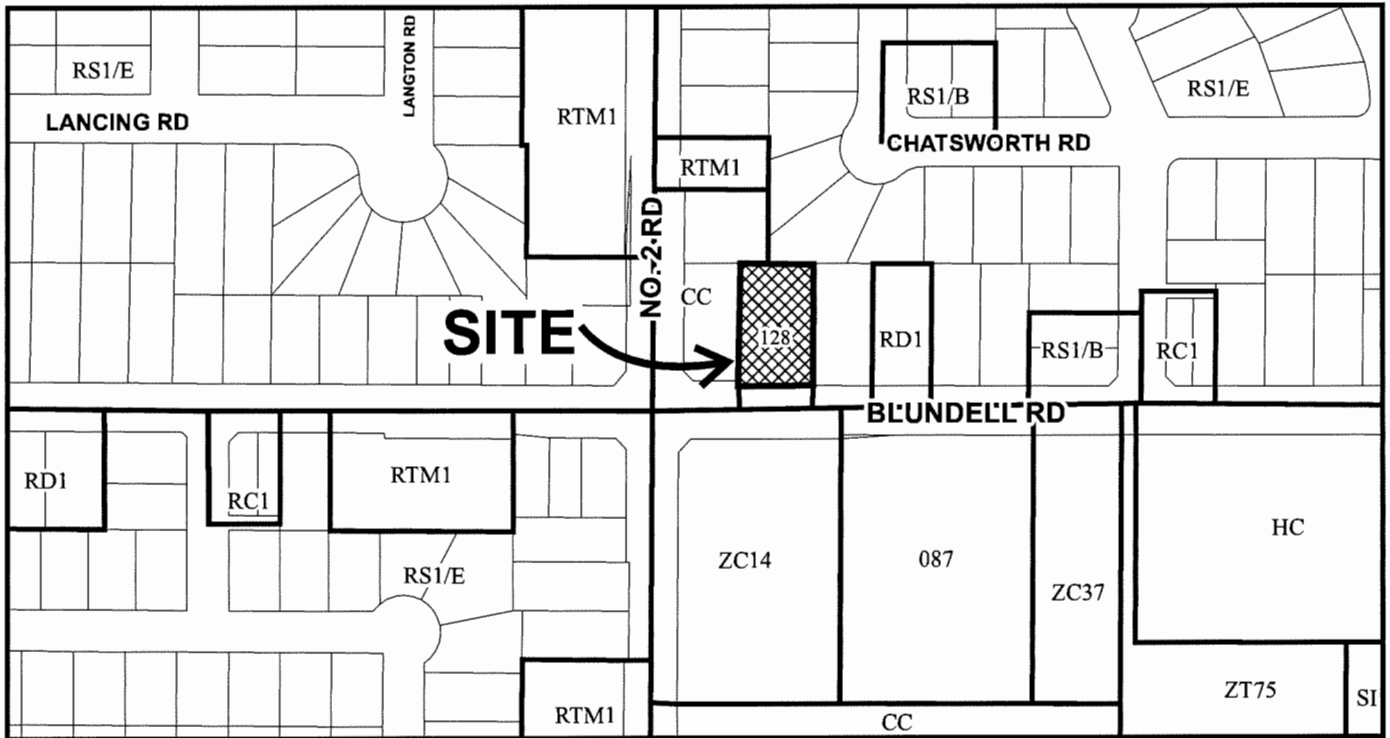 LANGTON RD
RS1/E
RS1/E
RS1/B
RTM1
LANCING RD
CHATSWORTH RD
RTM1
NO. 2 RD
CC
SITE
128
RD1
RS1/B
RC1
BLUNDELL RD
RD1
RC1
RTM1
HC
ZC14
087
RS1/E
ZC37
ZT75
SI
RTM1
CC